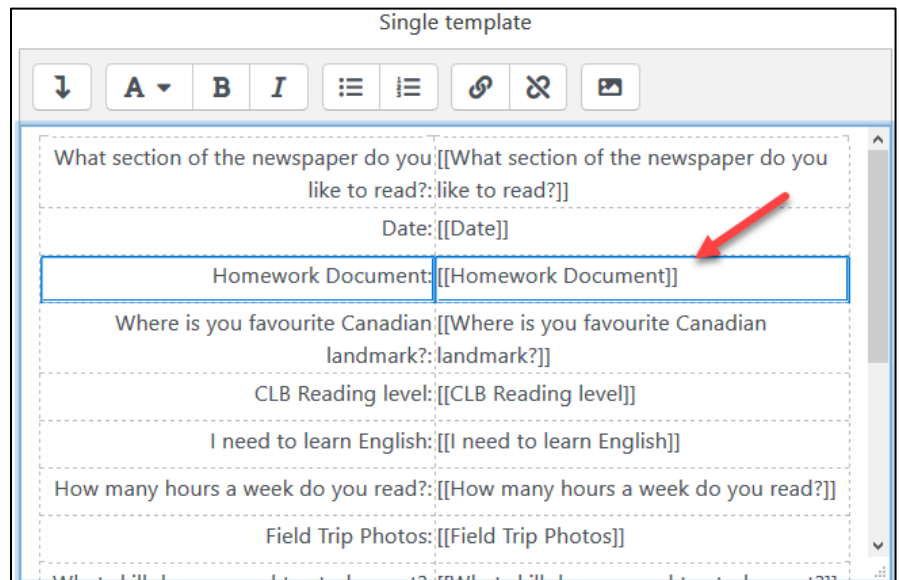 Single template
A B I
What section of the newspaper do you [[What section of the newspaper do you
like to read?: like to read?]]
Date: [[Date]]
Homework Document: [[Homework Document]]
Where is you favourite Canadian [[Where is you favourite Canadian
landmark?: landmark?]]
CLB Reading level: [[CLB Reading level]]
I need to learn English: [[I need to learn English]]
How many hours a week do you read?: [[How many hours a week do you read?]]
Field Trip Photos: [[Field Trip Photos]]